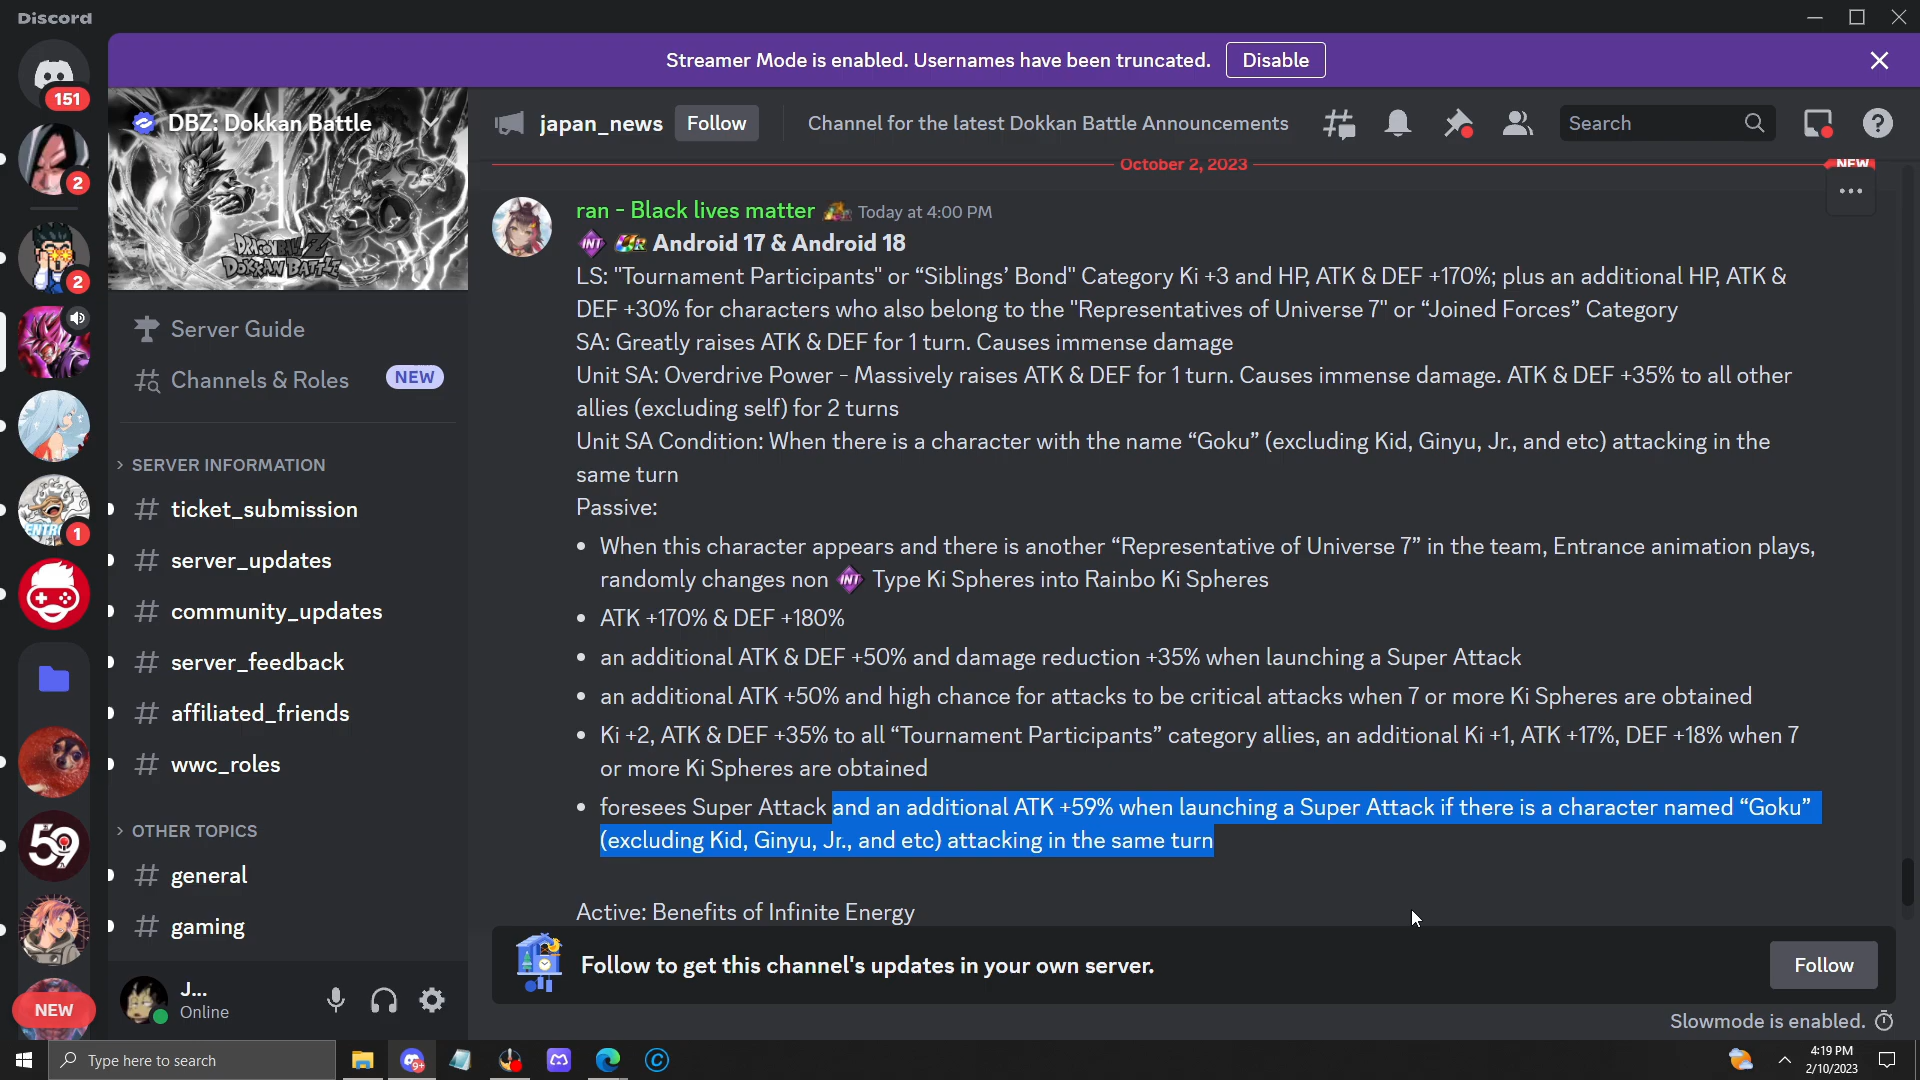 Discord
Streamer Mode is enabled. Usernames have been truncated.
Disable
151
2
2
1
59
NEW
DBZ: Dokkan Battle
DRAGONBALL Z
DOKKAN BATTLE
Server Guide
Channels & Roles
NEW
SERVER INFORMATION
ticket_submission
server_updates
community_updates
server_feedback
affiliated_friends
wwc_roles
OTHER TOPICS
general
gaming
J...
Online
japan_news
Follow
Channel for the latest Dokkan Battle Announcements
Search
October 2, 2023
NEW
ran - Black lives matter
Today at 4:00 PM
INT LR Android 17 & Android 18
LS: "Tournament Participants" or “Siblings’ Bond" Category Ki +3 and HP, ATK & DEF +170%; plus an additional HP, ATK &
DEF +30% for characters who also belong to the "Representatives of Universe 7" or “Joined Forces” Category
SA: Greatly raises ATK & DEF for 1 turn. Causes immense damage
Unit SA: Overdrive Power - Massively raises ATK & DEF for 1 turn. Causes immense damage. ATK & DEF +35% to all other
allies (excluding self) for 2 turns
Unit SA Condition: When there is a character with the name “Goku” (excluding Kid, Ginyu, Jr., and etc) attacking in the
same turn
Passive:
• When this character appears and there is another “Representative of Universe 7” in the team, Entrance animation plays,
randomly changes non INT Type Ki Spheres into Rainbo Ki Spheres
• ATK +170% & DEF +180%
• an additional ATK & DEF +50% and damage reduction +35% when launching a Super Attack
• an additional ATK +50% and high chance for attacks to be critical attacks when 7 or more Ki Spheres are obtained
• Ki +2, ATK & DEF +35% to all “Tournament Participants” category allies, an additional Ki +1, ATK +17%, DEF +18% when 7
or more Ki Spheres are obtained
• foresees Super Attack and an additional ATK +59% when launching a Super Attack if there is a character named “Goku”
(excluding Kid, Ginyu, Jr., and etc) attacking in the same turn
Active: Benefits of Infinite Energy
Follow to get this channel's updates in your own server.
Follow
Slowmode is enabled.
Type here to search
9+
4:19 PM
2/10/2023